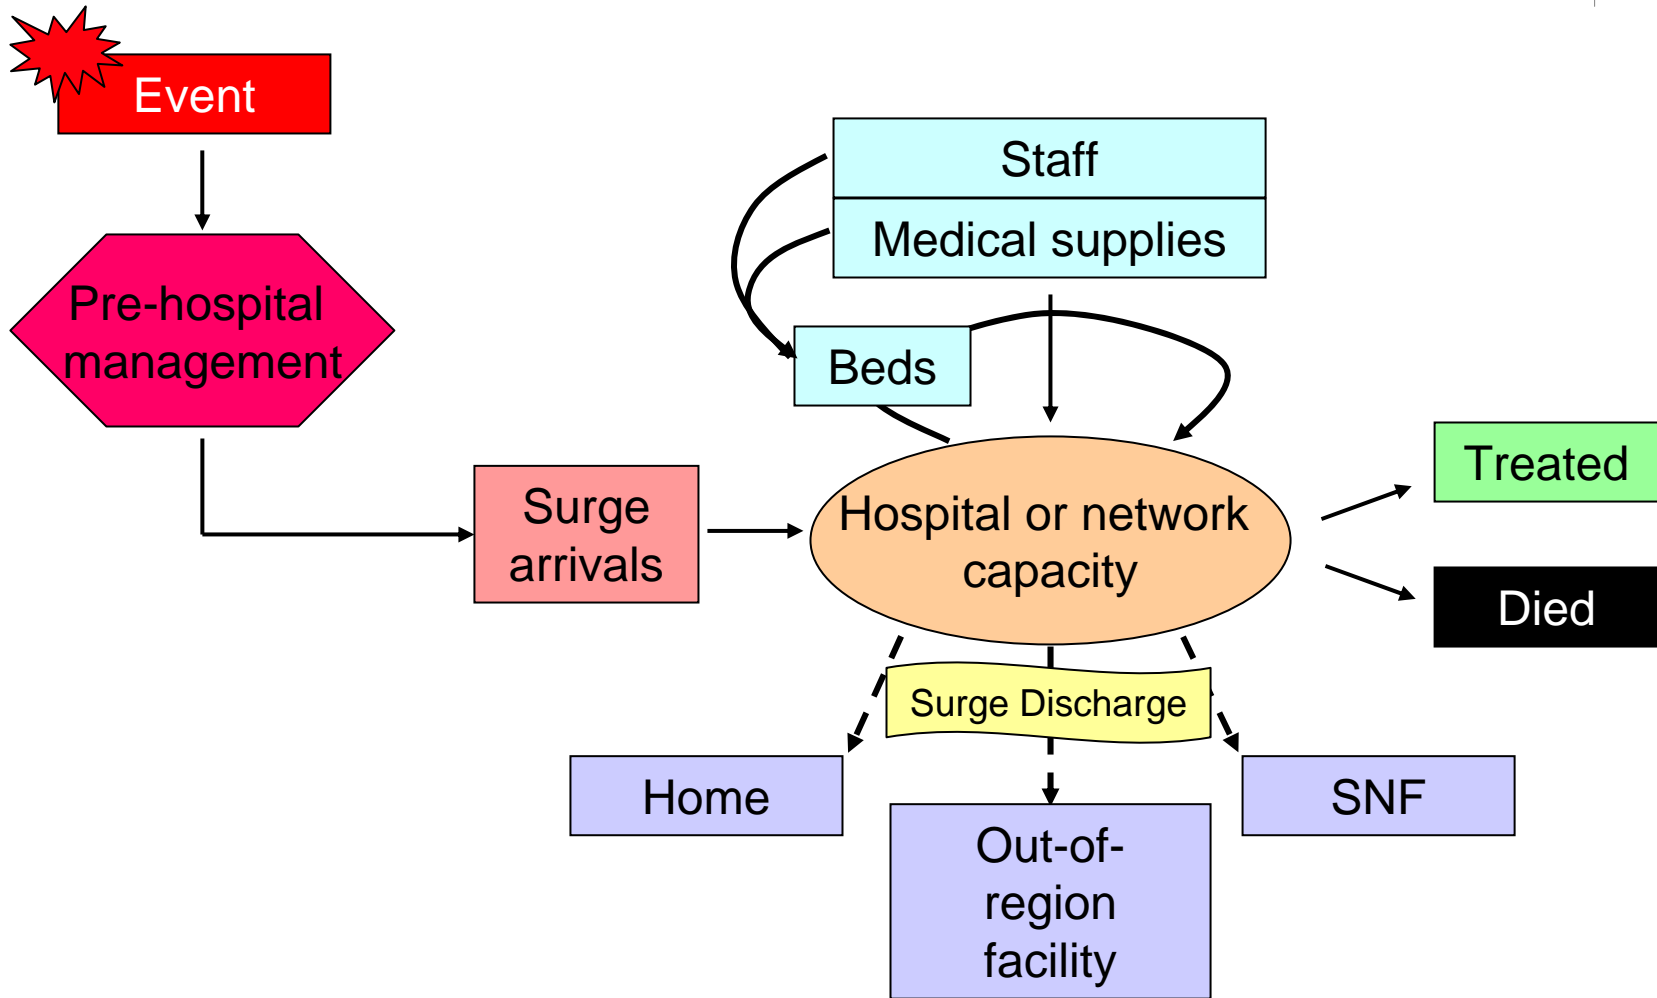 Event
Staff
Medical supplies
Pre-hospital
management
Beds
Surge
arrivals
Hospital or network
capacity
Treated
Died
Surge Discharge
Home
Out-of-
region
facility
SNF